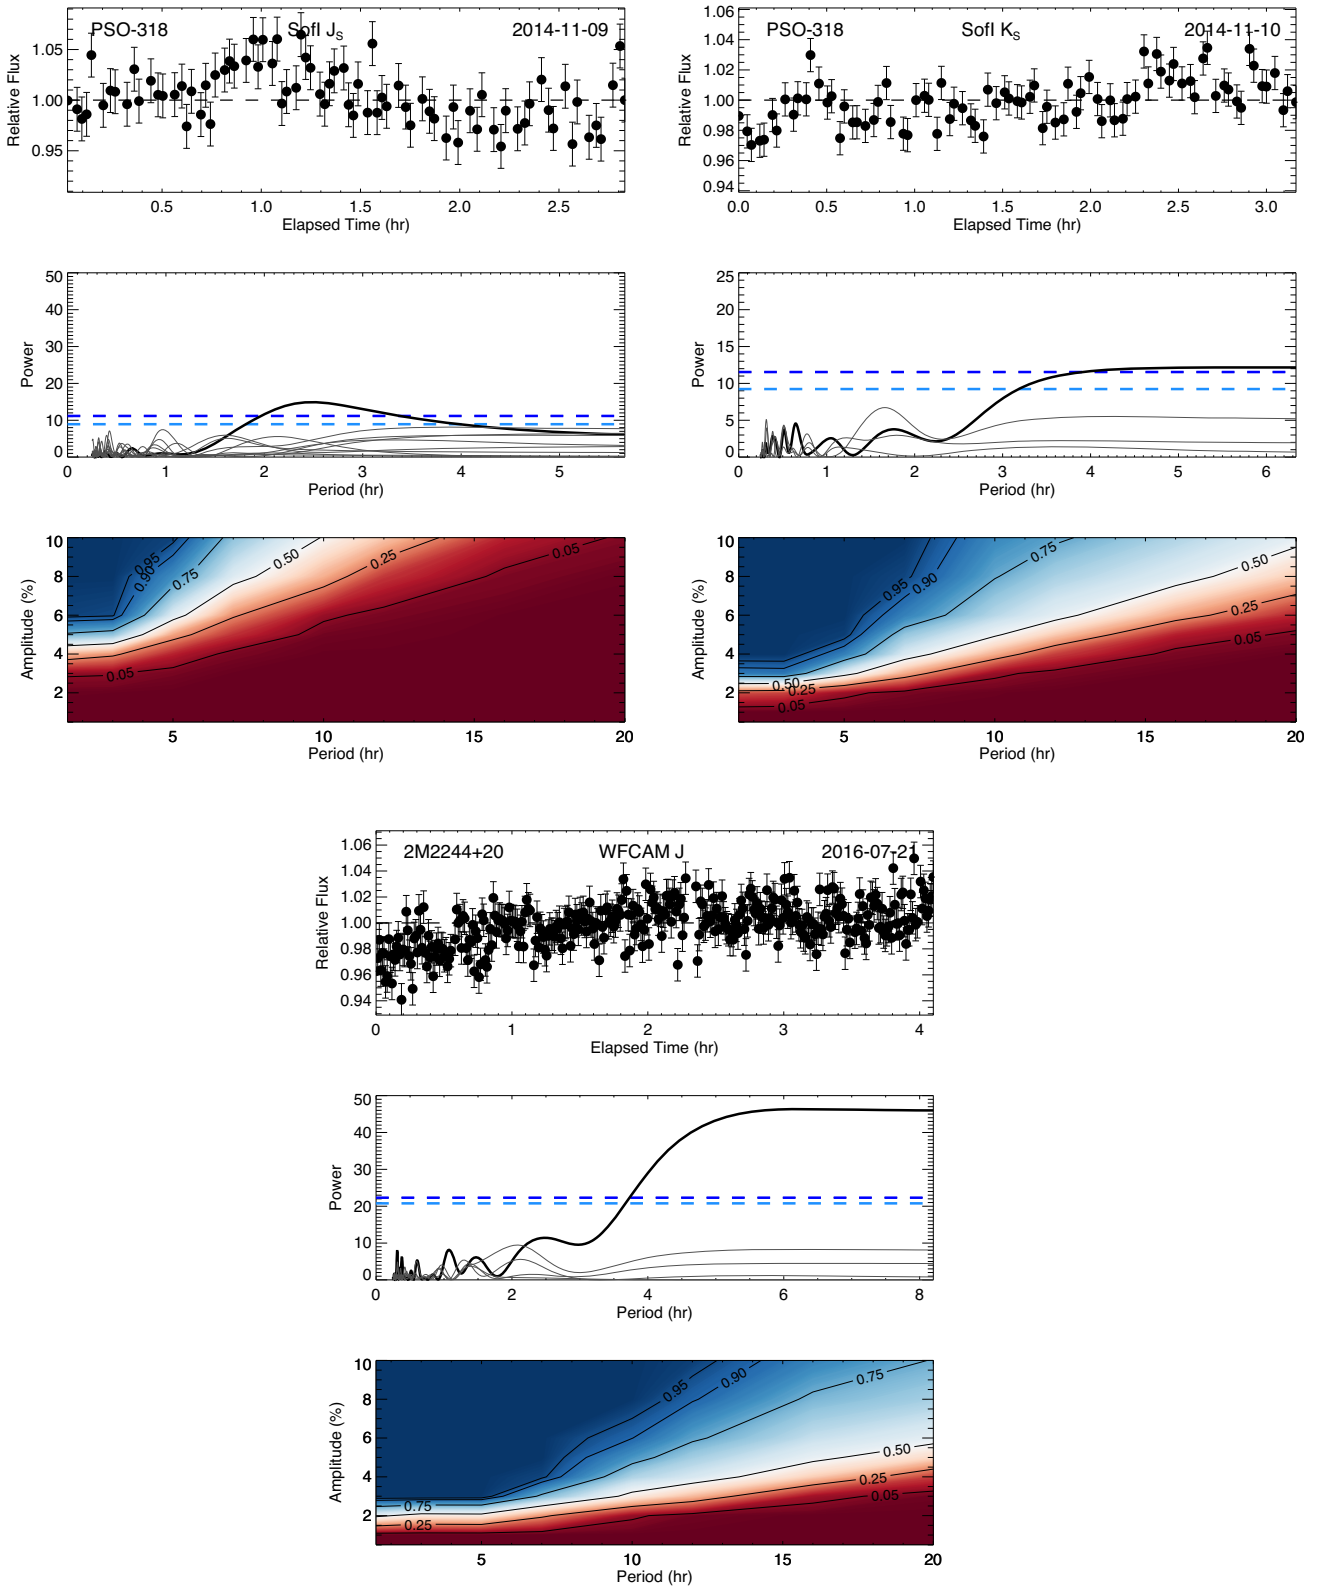 PSO-318 SofI JS 2014-11-09
Relative Flux
1.05
1.00
0.95
0.5 1.0 1.5 2.0 2.5
Elapsed Time (hr)
PSO-318 SofI KS 2014-11-10
Relative Flux
1.06
1.04
1.02
1.00
0.98
0.96
0.94
0.0 0.5 1.0 1.5 2.0 2.5 3.0
Elapsed Time (hr)
Power
50
40
30
20
10
0
0 1 2 3 4 5
Period (hr)
Power
25
20
15
10
5
0
0 1 2 3 4 5 6
Period (hr)
Amplitude (%)
10
8
6
4
2
0.95
0.90
0.75
0.50
0.25
0.05
0.05
5 10 15 20
Period (hr)
Amplitude (%)
10
8
6
4
2
0.95
0.90
0.75
0.50
0.25
0.05
0.50
0.25
0.05
5 10 15 20
Period (hr)
2M2244+20 WFCAM J 2016-07-21
Relative Flux
1.06
1.04
1.02
1.00
0.98
0.96
0.94
0 1 2 3 4
Elapsed Time (hr)
Power
50
40
30
20
10
0
0 2 4 6 8
Period (hr)
Amplitude (%)
10
8
6
4
2
0.95
0.90
0.75
0.50
0.25
0.05
0.75
0.25
5 10 15 20
Period (hr)